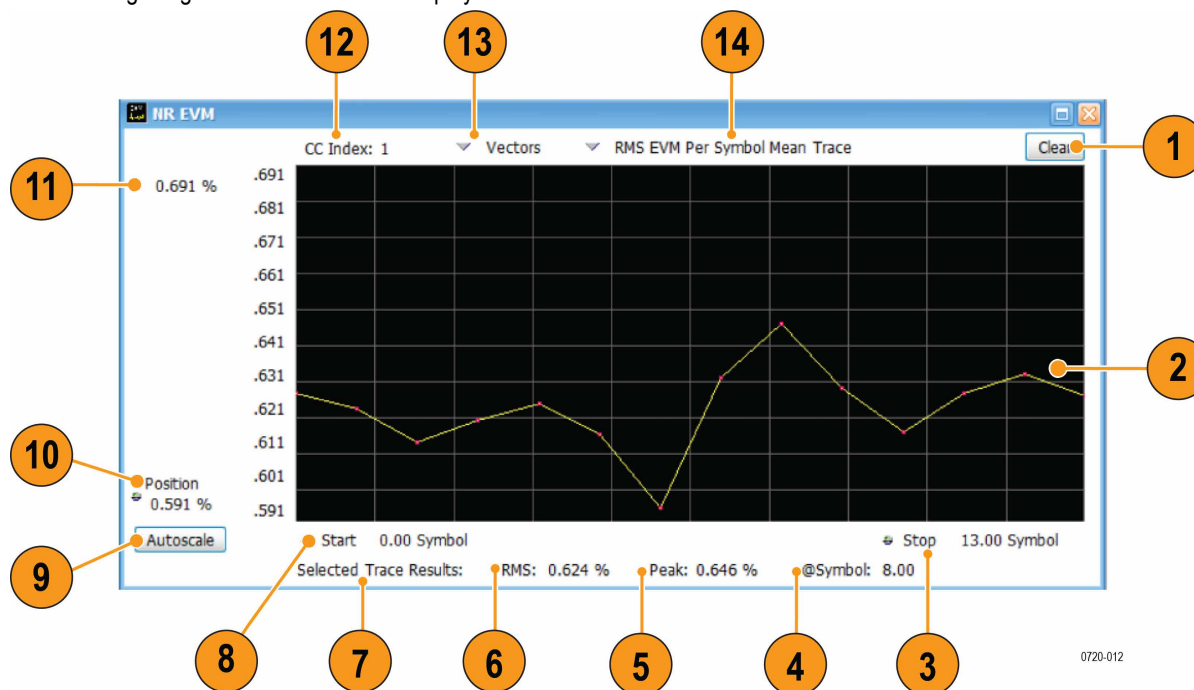 12 13 14
NR EVM
CC Index: 1 Vectors RMS EVM Per Symbol Mean Trace Clear
1
11
0.691 %
.691
.681
.671
.661
.651
.641
.631
.621
.611
.601
.591
2
10
Position
0.591 %
Autoscale
Start 0.00 Symbol Stop 13.00 Symbol
Selected Trace Results: RMS: 0.624 % Peak: 0.646 % @Symbol: 8.00
9
8 7 6 5 4 3
0720-012